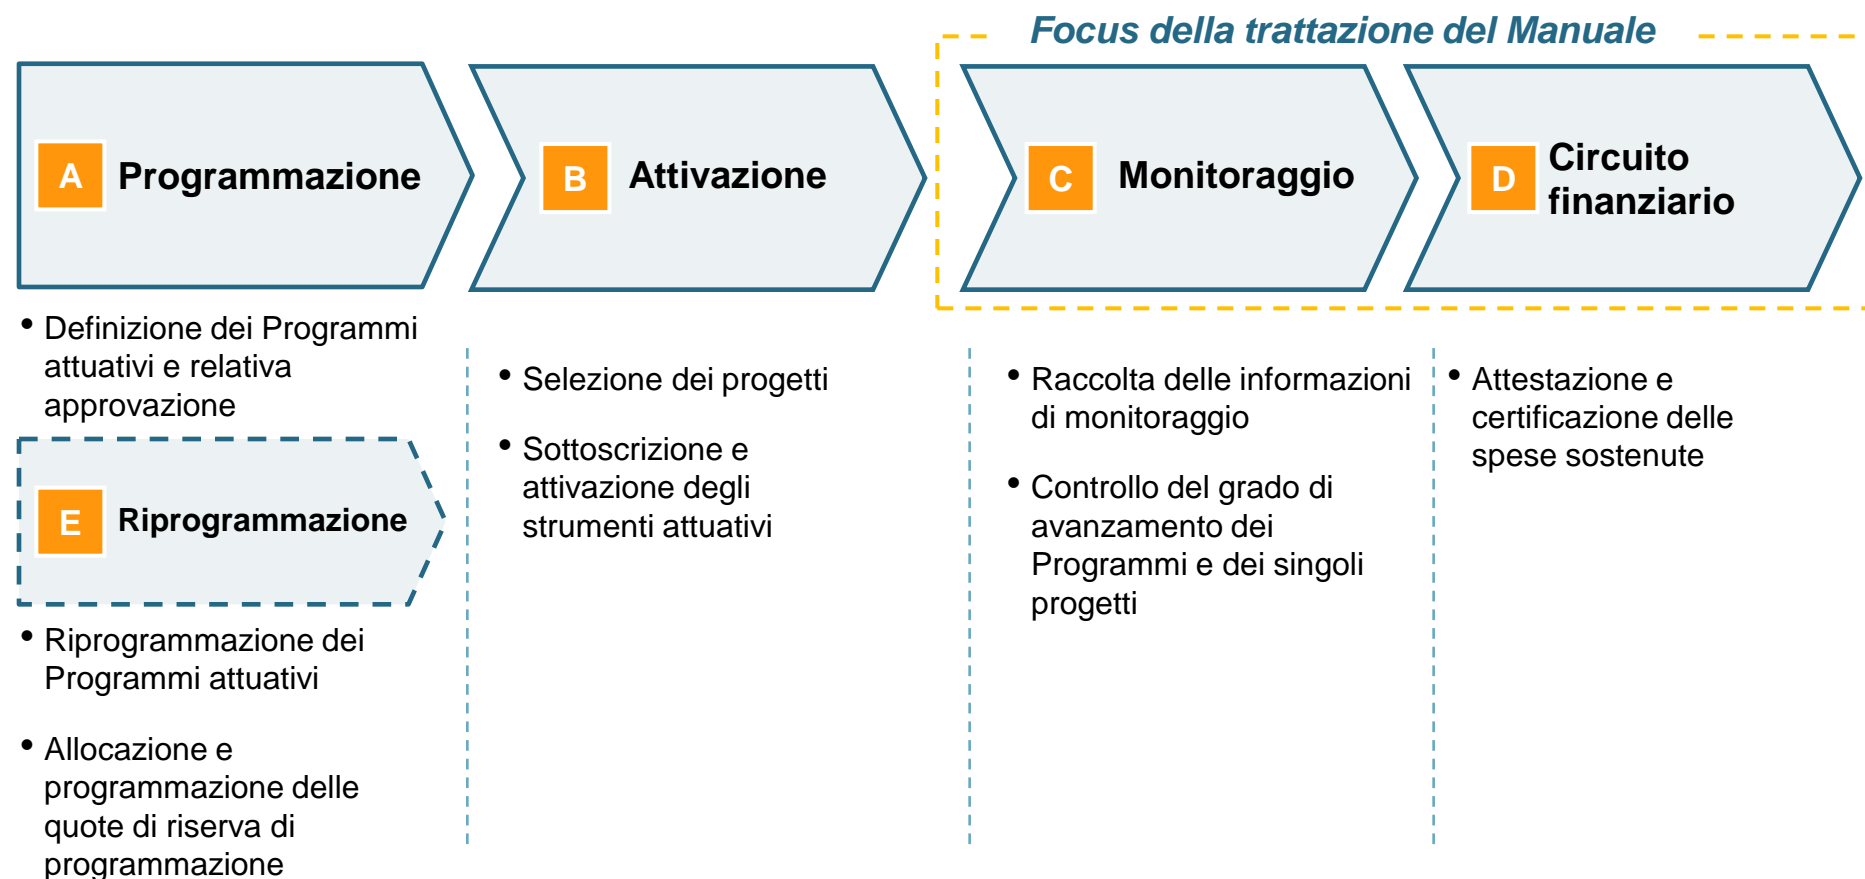 Focus della trattazione del Manuale
A
Programmazione
B
Attivazione
C
Monitoraggio
D
Circuito
finanziario
• Definizione dei Programmi
attuativi e relativa
approvazione
E
Riprogrammazione
• Riprogrammazione dei
Programmi attuativi
• Allocazione e
programmazione delle
quote di riserva di
programmazione
• Selezione dei progetti
• Sottoscrizione e
attivazione degli
strumenti attuativi
• Raccolta delle informazioni
di monitoraggio
• Controllo del grado di
avanzamento dei
Programmi e dei singoli
progetti
• Attestazione e
certificazione delle
spese sostenute